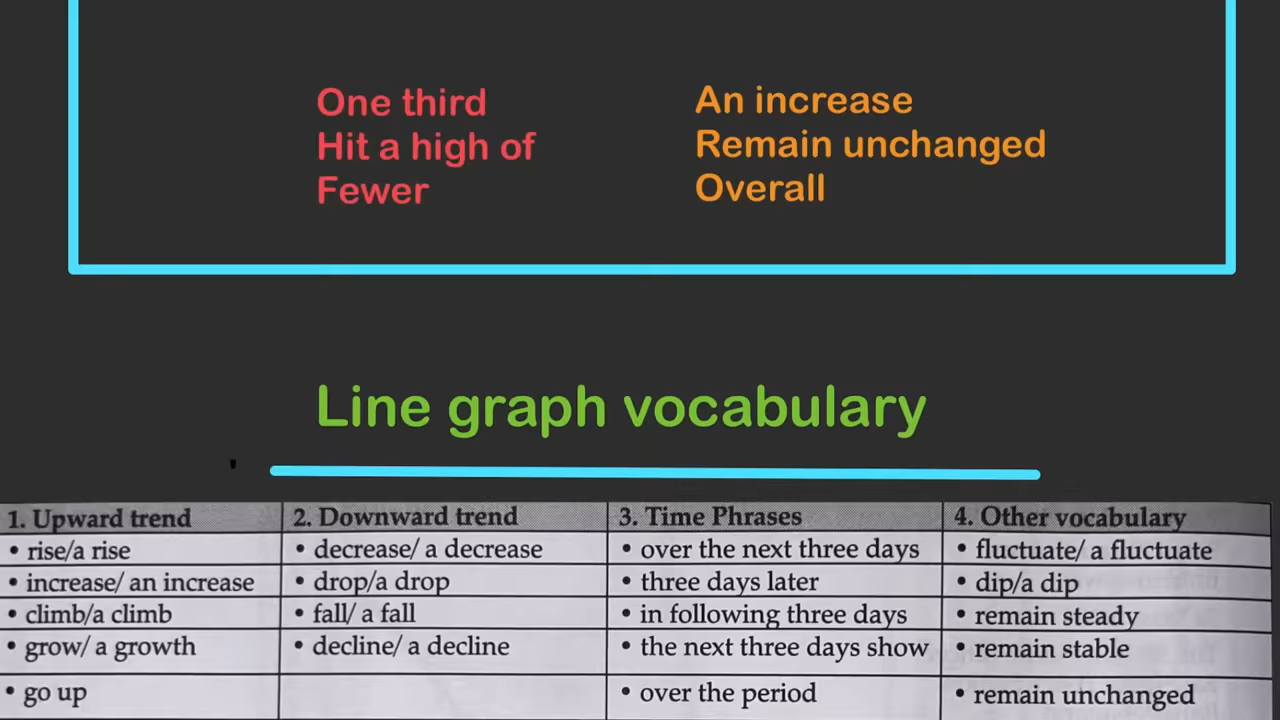 One third
Hit a high of
Fewer
An increase
Remain unchanged
Overall
Line graph vocabulary
1. Upward trend 2. Downward trend 3. Time Phrases 4. Other vocabulary
• rise/a rise • decrease/ a decrease • over the next three days • fluctuate/ a fluctuate
• increase/ an increase • drop/a drop • three days later • dip/a dip
• climb/a climb • fall/ a fall • in following three days • remain steady
• grow/ a growth • decline/ a decline • the next three days show • remain stable
• go up • over the period • remain unchanged